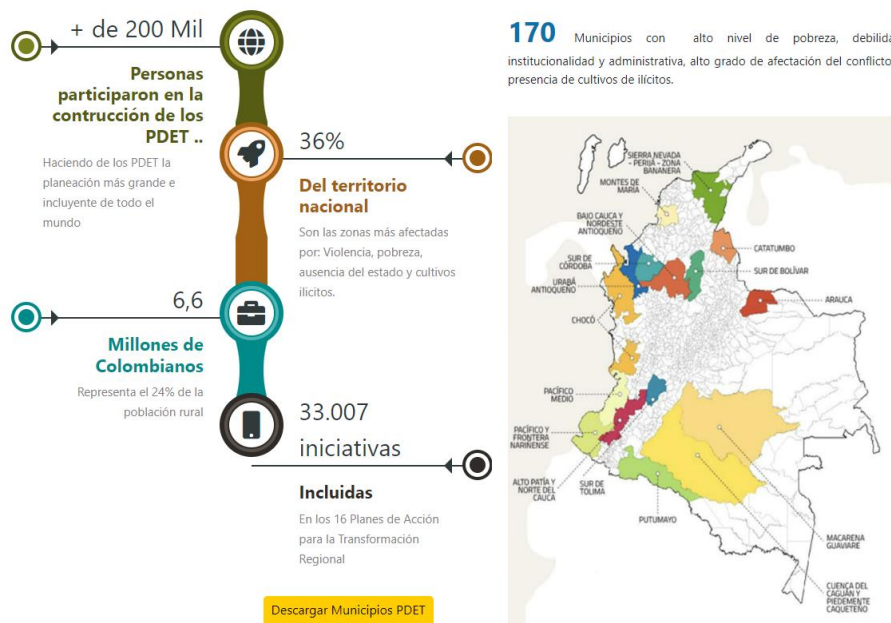 + de 200 Mil
Personas
participaron en la
contrucción de los
PDET ..
Haciendo de los PDET la
planeación más grande e
incluyente de todo el
mundo
36%
Del territorio
nacional
Son las zonas más afectadas
por: Violencia, pobreza,
ausencia del estado y cultivos
ilicitos.
6,6
Millones de
Colombianos
Representa el 24% de la
población rural
33.007
iniciativas
Incluidas
En los 16 Planes de Acción
para la Transformación
Regional
Descargar Municipios PDET
170 Municipios con alto nivel de pobreza, debilida
institucionalidad y administrativa, alto grado de afectación del conflicto
presencia de cultivos de ilícitos.
SIERRA NEVADA
- PERIJÁ - ZONA
BANANERA
MONTES DE
MARÍA
BAJO CAUCA Y
NORDESTE
ANTIOQUEÑO
CATATUMBO
SUR DE
CÓRDOBA
SUR DE BOLÍVAR
URABÁ
ANTIOQUEÑO
ARAUCA
CHOCÓ
PACÍFICO
MEDIO
PACÍFICO Y
FRONTERA
NARIÑENSE
ALTO PATÍA Y
NORTE DEL
CAUCA
SUR DE
TOLIMA
PUTUMAYO
MACARENA
GUAVIARE
CUENCA DEL
CAGUÁN Y
PIEDEMENTE
CAQUETEÑO